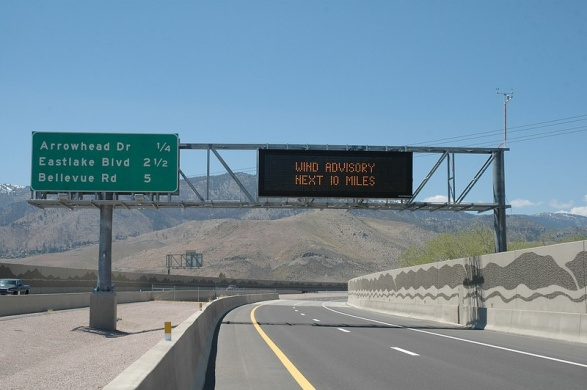 Arrowhead Dr 1/4
Eastlake Blvd 2 1/2
Bellevue Rd 5
WIND ADVISORY
NEXT 10 MILES